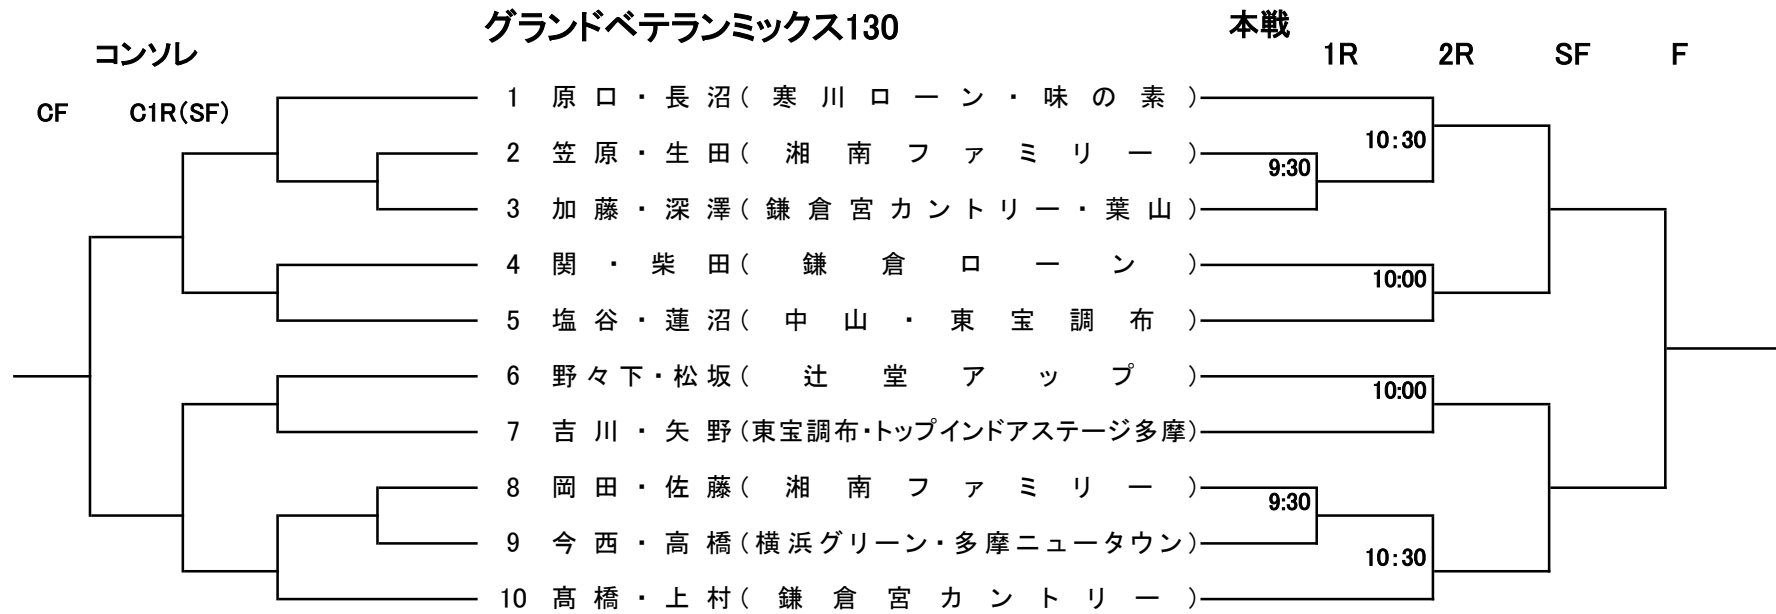 グランドベテランミックス130 本戦
コンソレ 1R 2R SF F
CF C1R(SF)
1 原口・長沼(寒川ローン・味の素)
2 笠原・生田(湘南ファミリー)
3 加藤・深澤(鎌倉宮カントリー・葉山)
4 関・柴田(鎌倉ローン)
5 塩谷・蓮沼(中山・東宝調布)
6 野々下・松坂(辻堂アップ)
7 吉川・矢野(東宝調布・トップインドアステージ多摩)
8 岡田・佐藤(湘南ファミリー)
9 今西・高橋(横浜グリーン・多摩ニュータウン)
10 髙橋・上村(鎌倉宮カントリー)
10:30
9:30
10:00
10:00
9:30
10:30